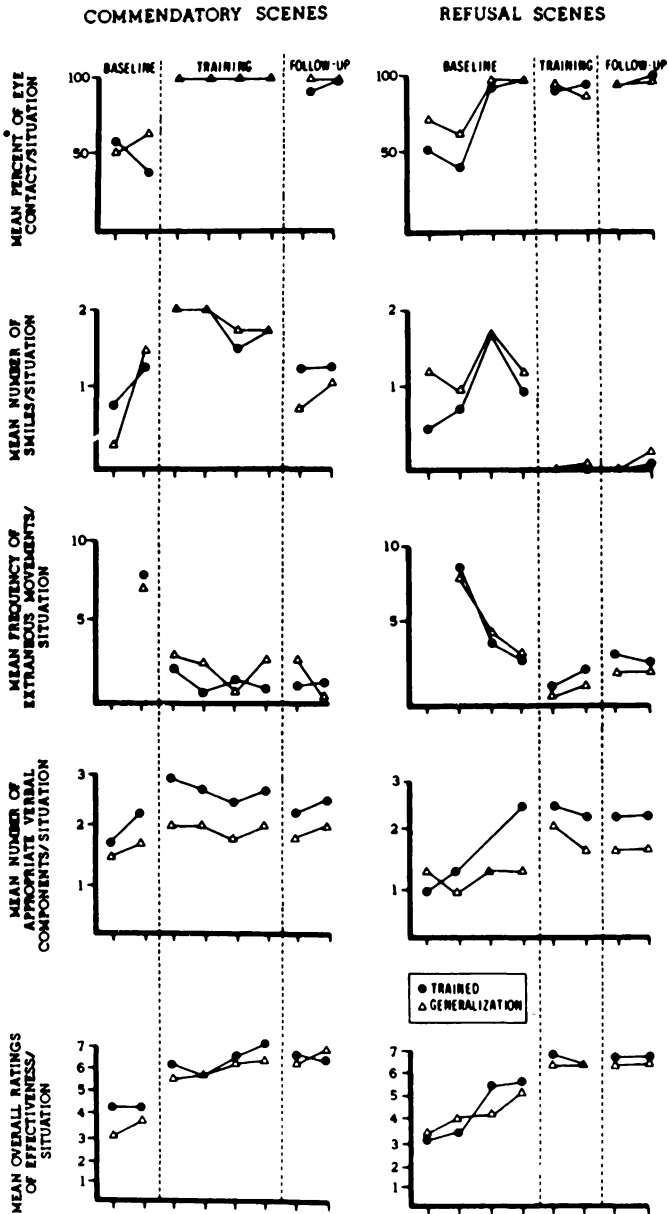 COMMENDATORY SCENES
REFUSAL SCENES
BASELINE
TRAINING
FOLLOW-UP
BASELINE
TRAINING
FOLLOW-UP
MEAN PERCENT OF EYE
CONTACT/SITUATION
100
50
100
50
MEAN NUMBER OF
SMILES/SITUATION
2
1
2
1
MEAN FREQUENCY OF
EXTRANEOUS MOVEMENTS/
SITUATION
10
5
10
5
MEAN NUMBER OF
APPROPRIATE VERBAL
COMPONENTS/SITUATION
3
2
1
3
2
1
TRAINED
GENERALIZATION
MEAN OVERALL RATINGS
OF EFFECTIVENESS/
SITUATION
7
6
5
4
3
2
1
7
6
5
4
3
2
1